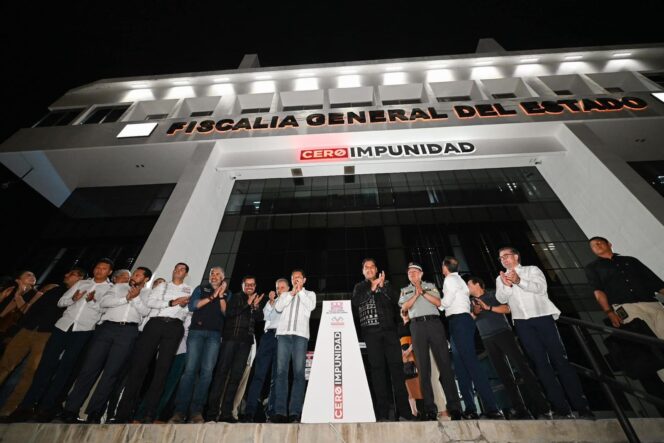 FISCALIA GENERAL DEL ESTADO
CERO IMPUNIDAD
CERO IMPUNIDAD